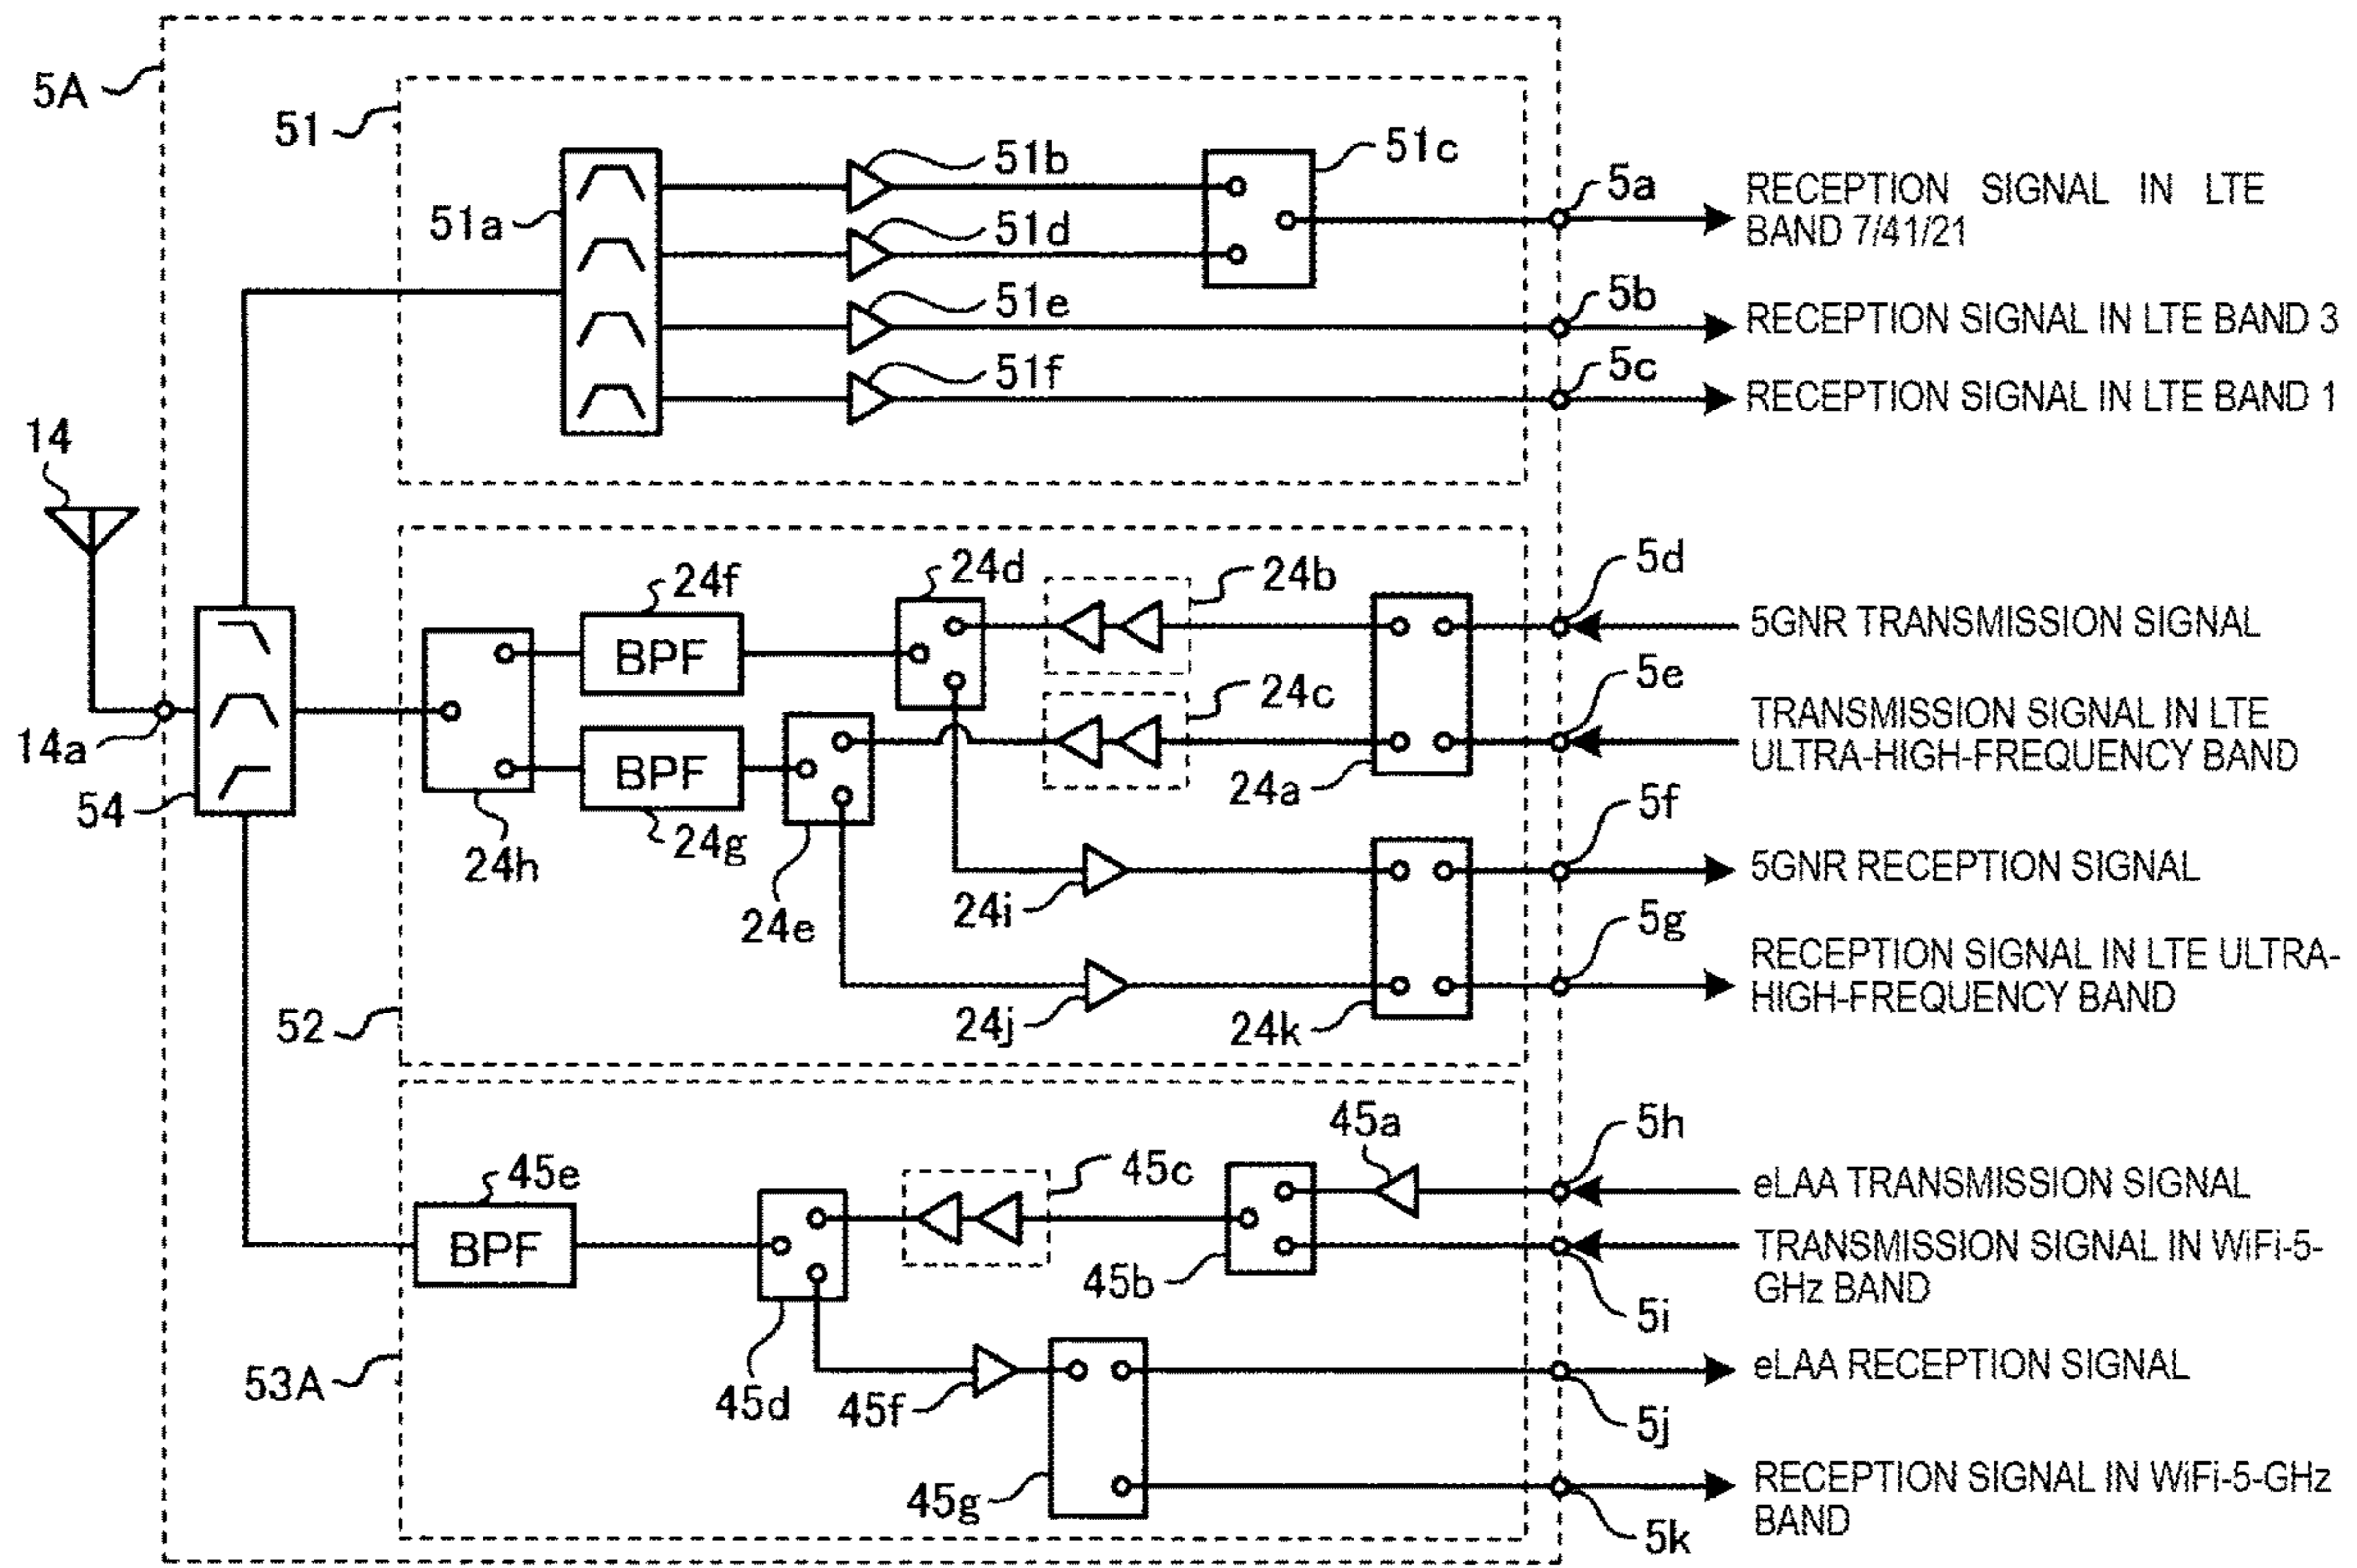 5A
51
51a
51b
51c
51d
51e
51f
5a
RECEPTION SIGNAL IN LTE
BAND 7/41/21
5b
RECEPTION SIGNAL IN LTE BAND 3
5c
RECEPTION SIGNAL IN LTE BAND 1
14
14a
54
52
24h
24f
BPF
BPF
24g
24d
24e
24b
24c
24a
24i
24j
24k
5d
5GNR TRANSMISSION SIGNAL
5e
TRANSMISSION SIGNAL IN LTE
ULTRA-HIGH-FREQUENCY BAND
5f
5GNR RECEPTION SIGNAL
5g
RECEPTION SIGNAL IN LTE ULTRA-
HIGH-FREQUENCY BAND
53A
45e
BPF
45d
45c
45b
45a
45f
45g
5h
eLAA TRANSMISSION SIGNAL
TRANSMISSION SIGNAL IN WiFi-5-
GHz BAND
5i
eLAA RECEPTION SIGNAL
5j
RECEPTION SIGNAL IN WiFi-5-GHz
BAND
5k